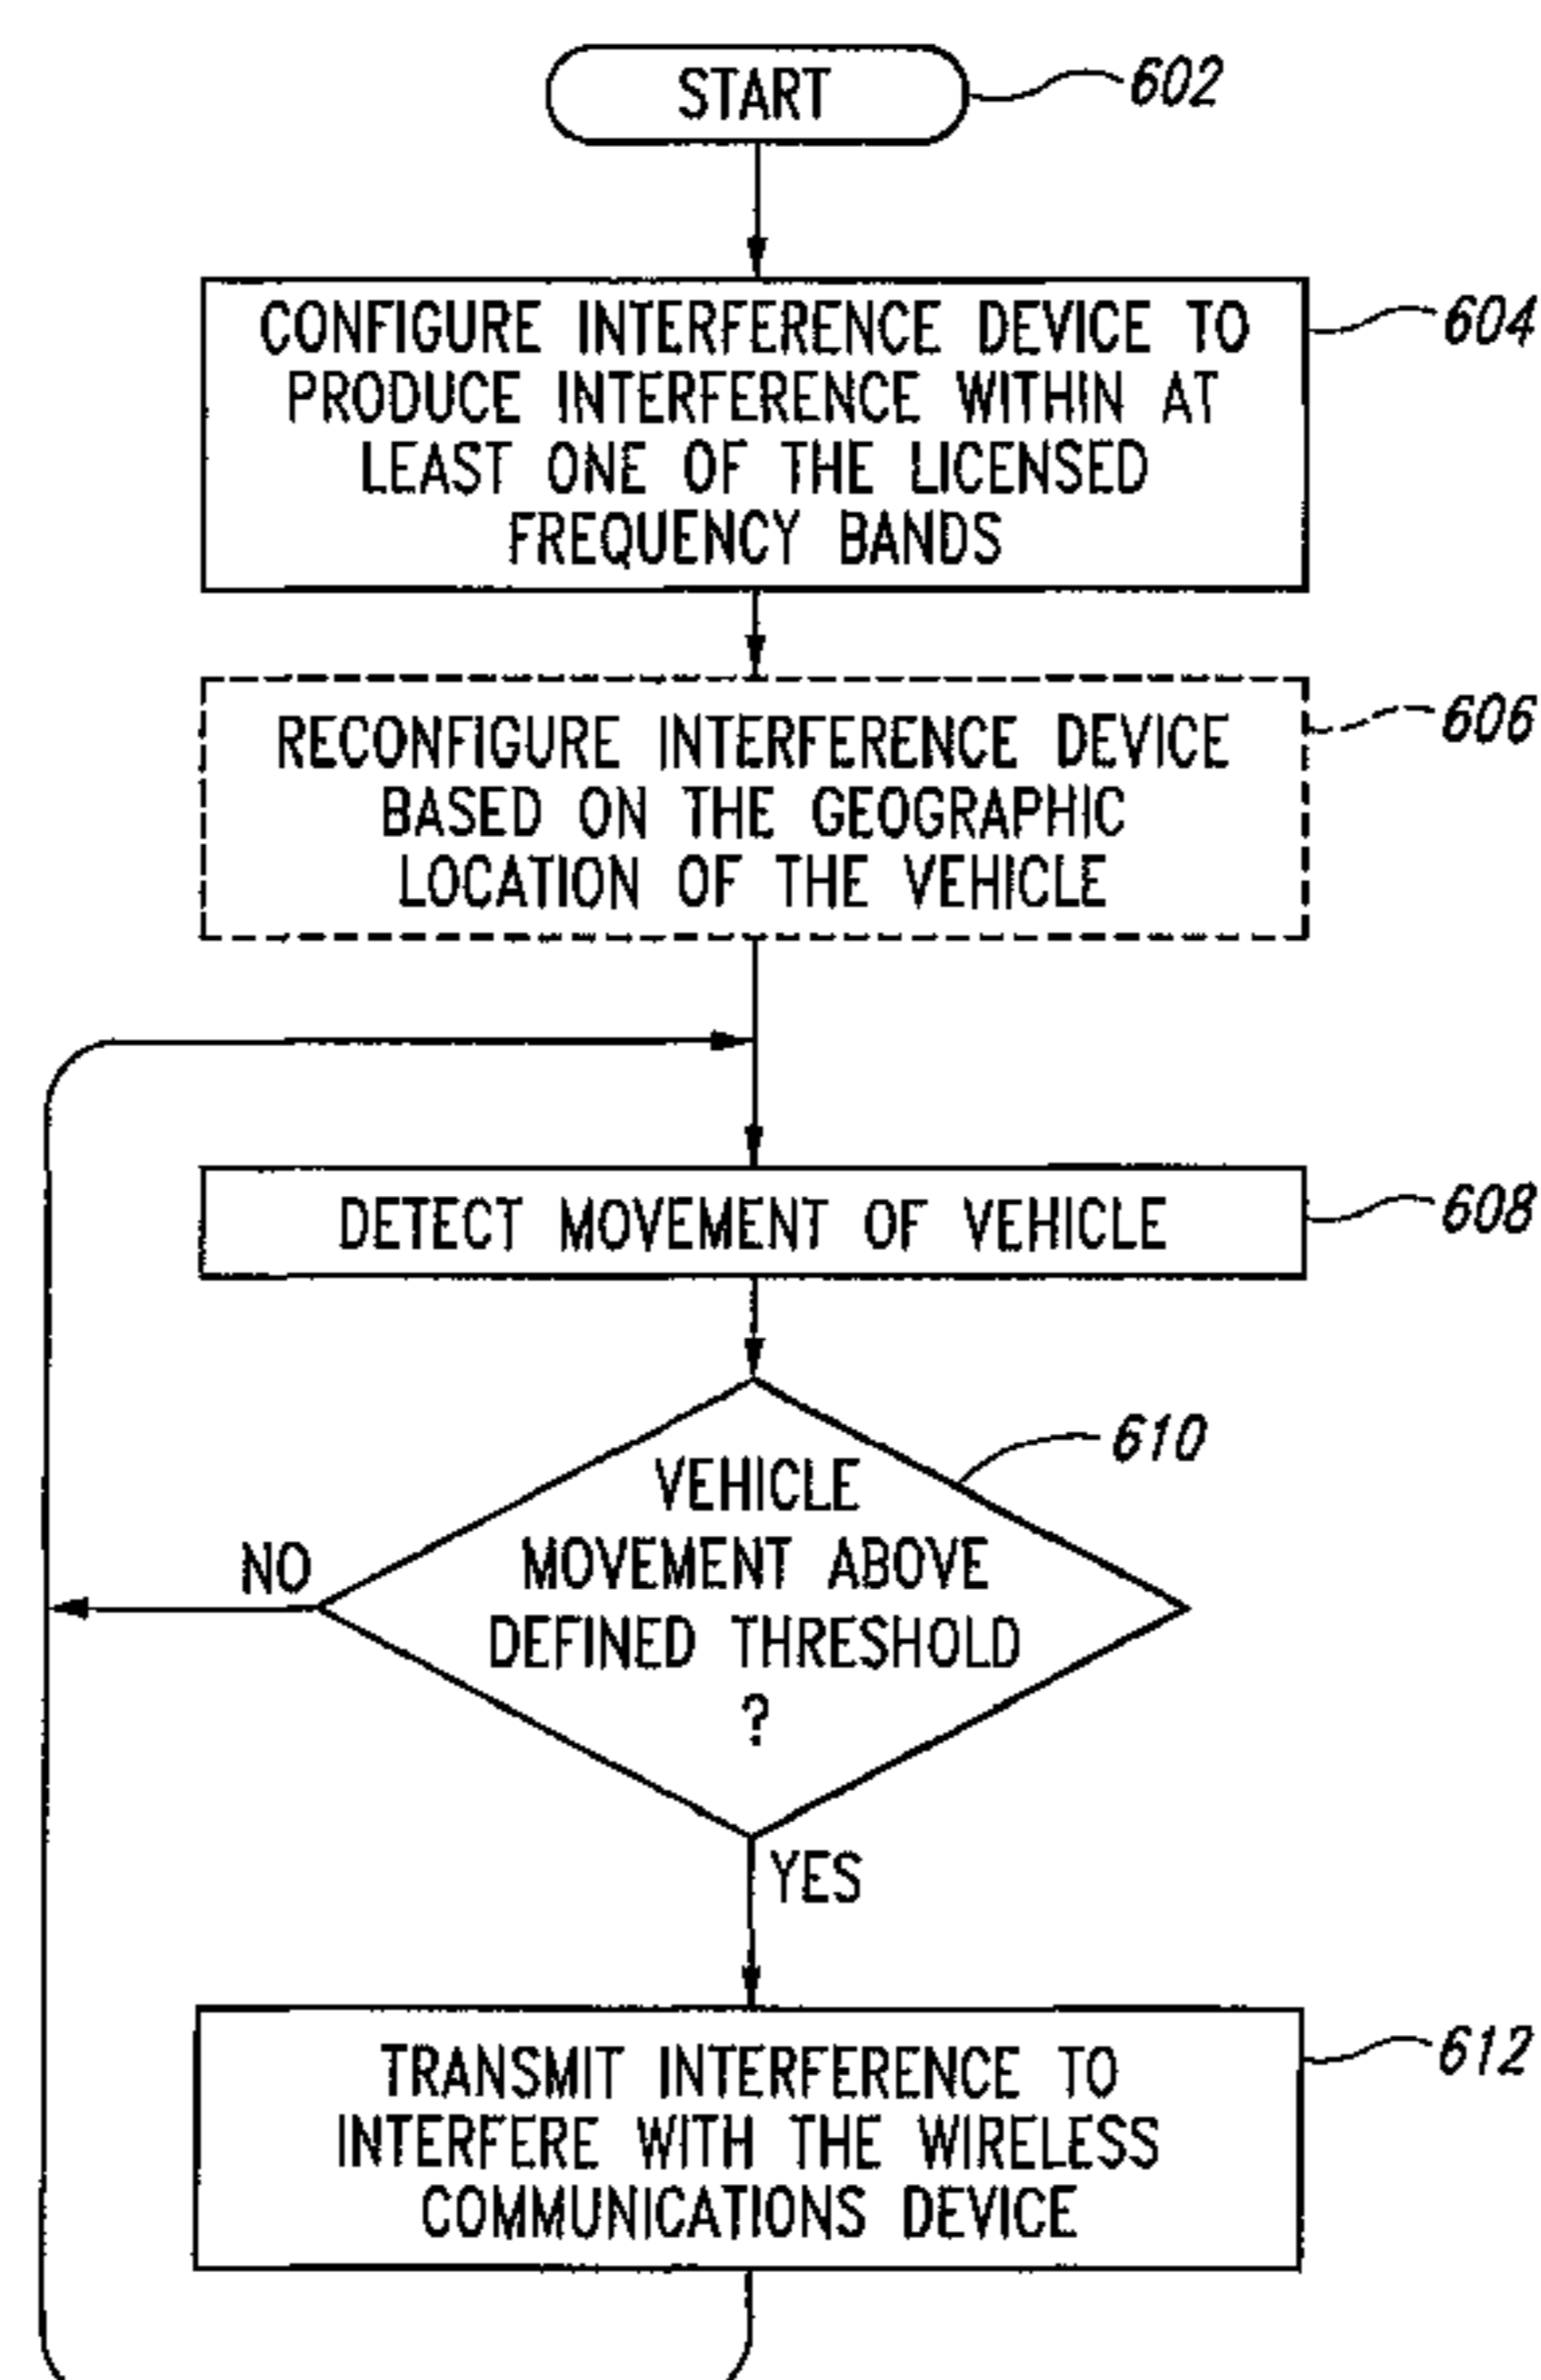 START
602
CONFIGURE INTERFERENCE DEVICE TO
PRODUCE INTERFERENCE WITHIN AT
LEAST ONE OF THE LICENSED
FREQUENCY BANDS
604
RECONFIGURE INTERFERENCE DEVICE
BASED ON THE GEOGRAPHIC
LOCATION OF THE VEHICLE
606
DETECT MOVEMENT OF VEHICLE
608
VEHICLE
MOVEMENT ABOVE
DEFINED THRESHOLD
?
610
NO
YES
TRANSMIT INTERFERENCE TO
INTERFERE WITH THE WIRELESS
COMMUNICATIONS DEVICE
612